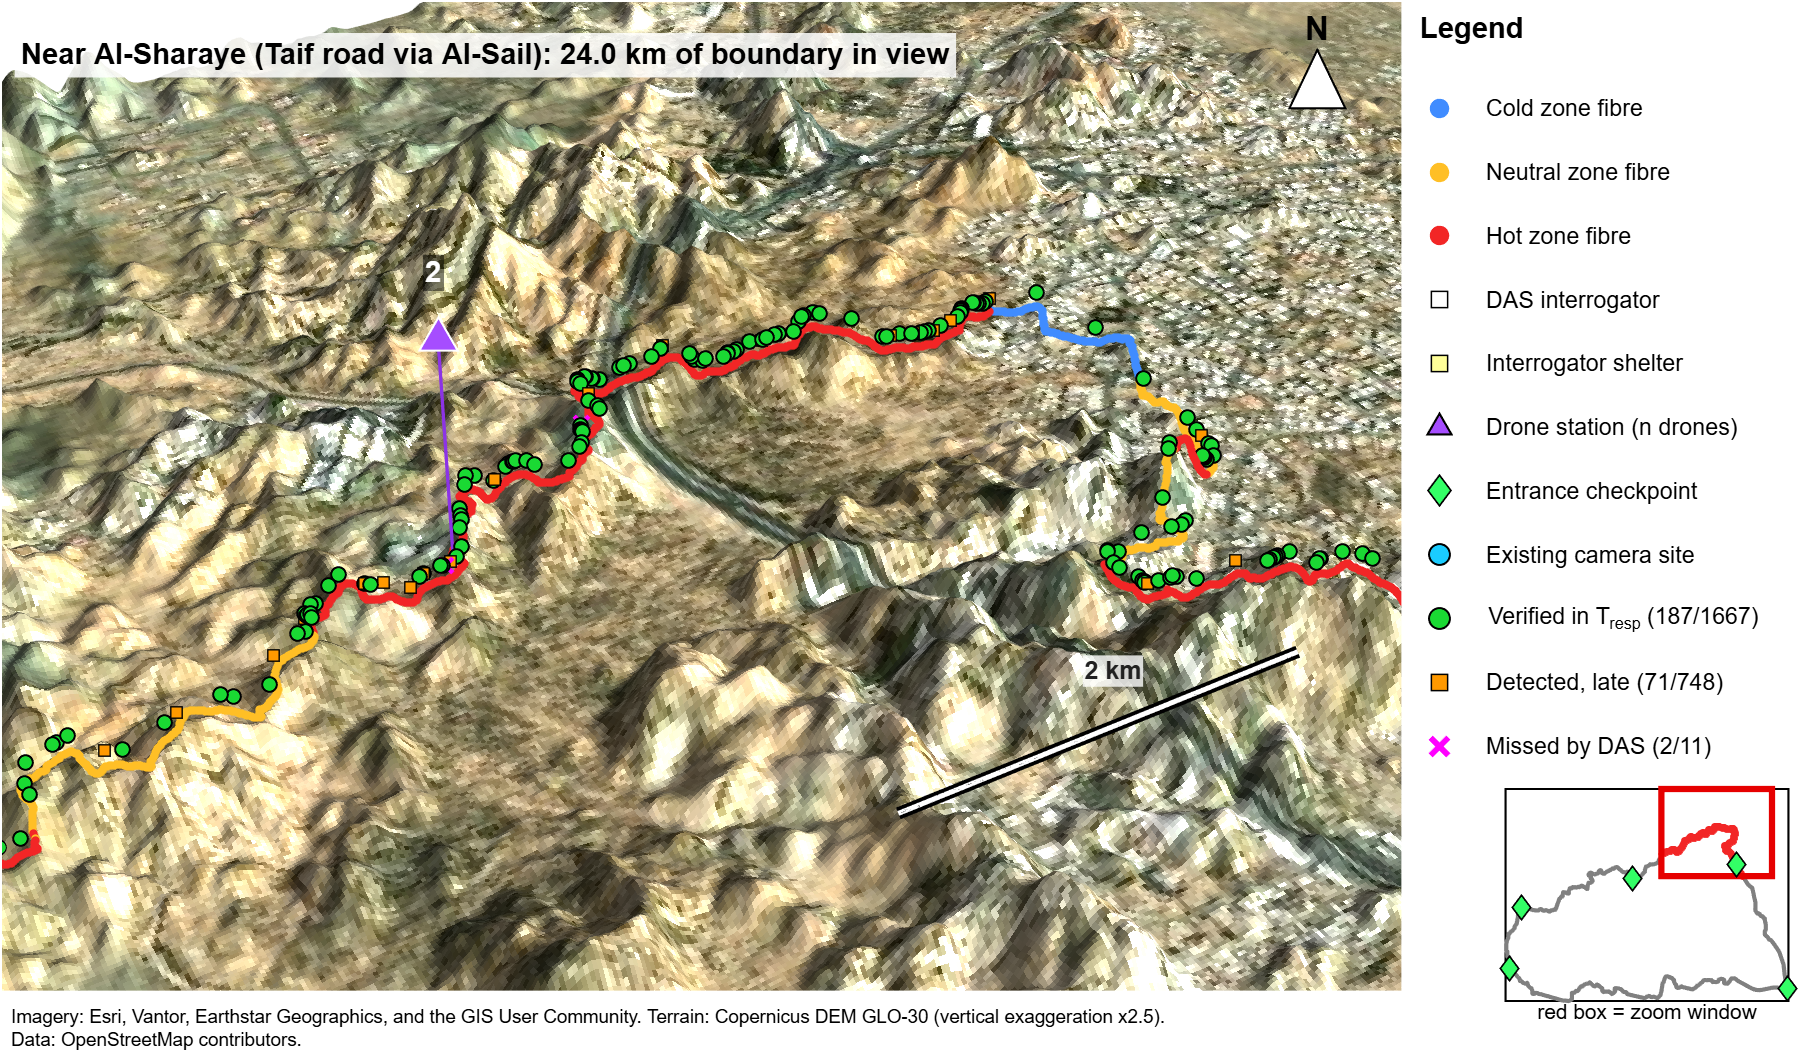 Near Al-Sharaye (Taif road via Al-Sail): 24.0 km of boundary in view
N
2
2 km
Legend
Cold zone fibre
Neutral zone fibre
Hot zone fibre
DAS interrogator
Interrogator shelter
Drone station (n drones)
Entrance checkpoint
Existing camera site
Verified in Tresp (187/1667)
Detected, late (71/748)
Missed by DAS (2/11)
red box = zoom window
Imagery: Esri, Vantor, Earthstar Geographics, and the GIS User Community. Terrain: Copernicus DEM GLO-30 (vertical exaggeration x2.5).
Data: OpenStreetMap contributors.